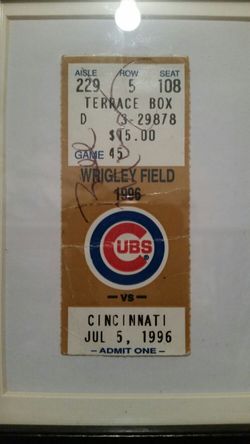 AISLE ROW SEAT
229 5 108
TERRACE BOX
D 3-29878
$15.00
GAME 45
WRIGLEY FIELD
1996
CUBS
– VS –
CINCINNATI
JUL 5, 1996
– ADMIT ONE –